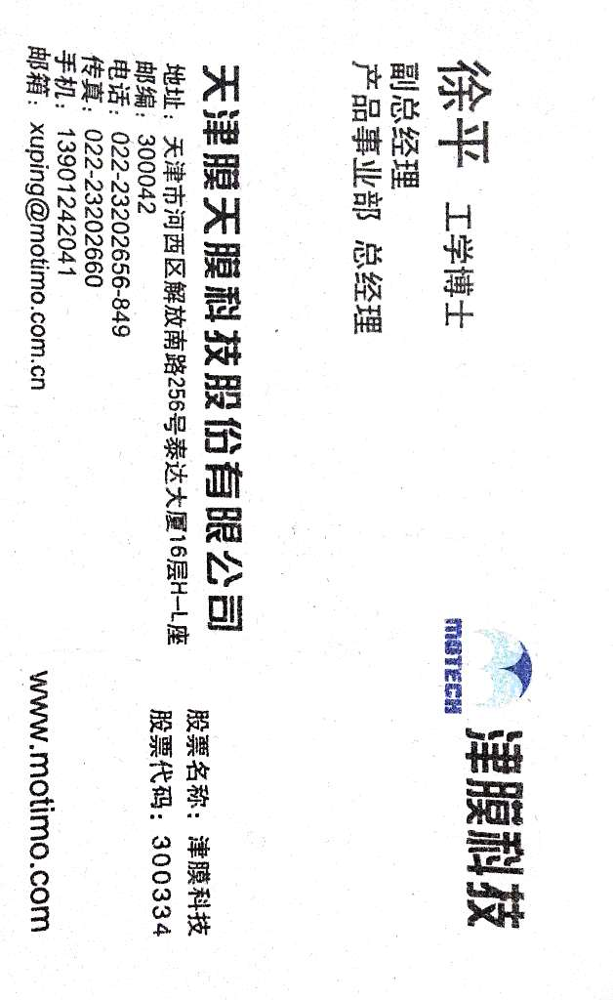 MOTECH
津膜科技
徐平 工学博士
副总经理
产品事业部 总经理
天津膜天膜科技股份有限公司
地址：天津市河西区解放南路256号泰达大厦16层H-L座
邮编：300042
电话：022-23202656-849
传真：022-23202660
手机：13901242041
邮箱：xuping@motimo.com.cn
股票名称：津膜科技
股票代码：300334
www.motimo.com